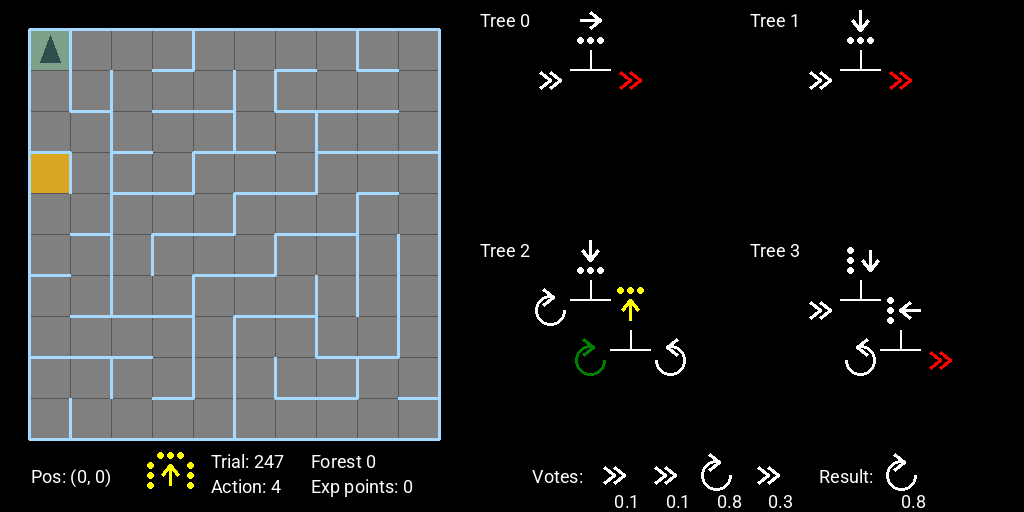 Tree 0
Tree 1
Tree 2
Tree 3
Pos: (0, 0)
Trial: 247
Forest 0
Action: 4
Exp points: 0
Votes:
0.1
0.1
0.8
0.3
Result:
0.8